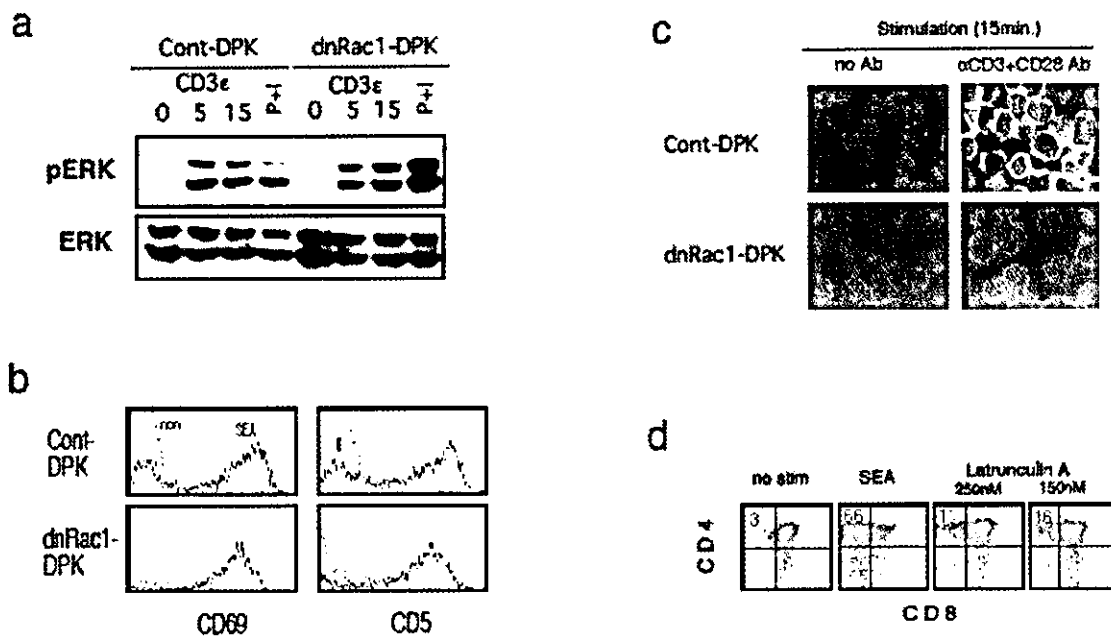 a
Cont-DPK dnRac1-DPK
CD3ε CD3ε
0 5 15 P+I 0 5 15 P+I
pERK
ERK
b
Cont-
DPK
non SEA
dnRac1-
DPK
CD69 CD5
c
Stimulation (15min.)
no Ab αCD3+CD28 Ab
Cont-DPK
dnRac1-DPK
d
no stim SEA Latrunculin A
250nM 150nM
3 66 16
CD4
CD8